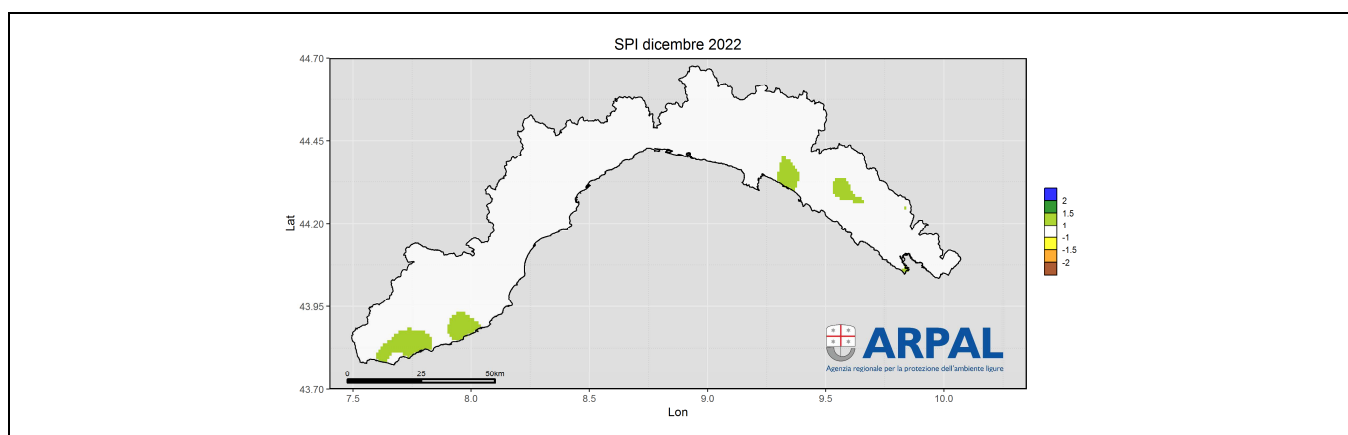 SPI dicembre 2022
44.70
44.45
44.20
43.95
43.70
Lat
2
1.5
1
-1
-1.5
-2
ARPAL
Agenzia regionale per la protezione dell'ambiente ligure
0 25 50km
7.5 8.0 8.5 9.0 9.5 10.0
Lon